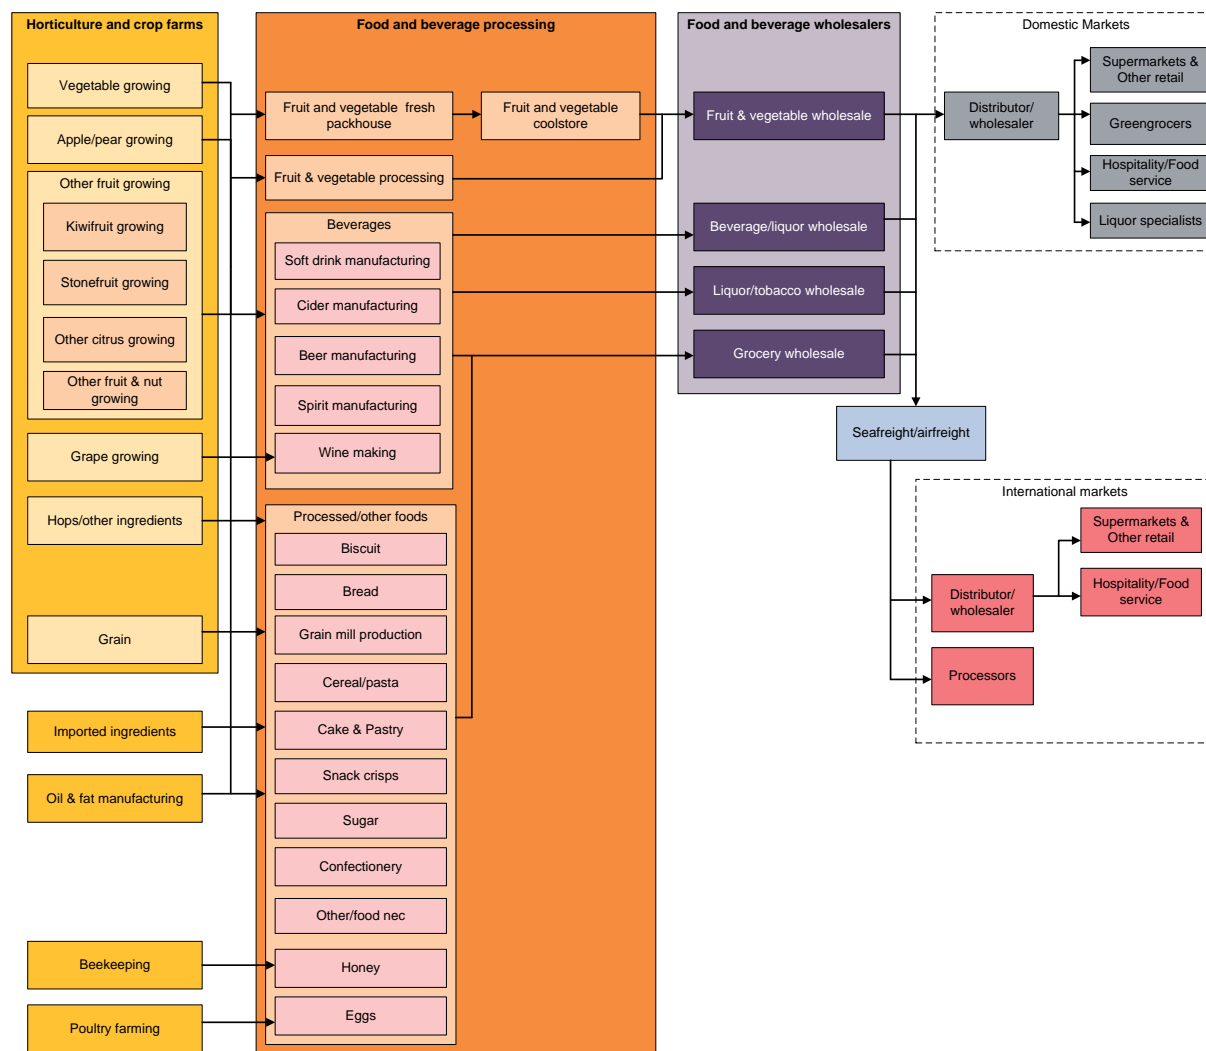 Horticulture and crop farms
Vegetable growing
Apple/pear growing
Other fruit growing
Kiwifruit growing
Stonefruit growing
Other citrus growing
Other fruit & nut
growing
Grape growing
Hops/other ingredients
Grain
Imported ingredients
Oil & fat manufacturing
Beekeeping
Poultry farming
Food and beverage processing
Fruit and vegetable fresh
packhouse
Fruit and vegetable
coolstore
Fruit & vegetable processing
Beverages
Soft drink manufacturing
Cider manufacturing
Beer manufacturing
Spirit manufacturing
Wine making
Processed/other foods
Biscuit
Bread
Grain mill production
Cereal/pasta
Cake & Pastry
Snack crisps
Sugar
Confectionery
Other/food nec
Honey
Eggs
Food and beverage wholesalers
Fruit & vegetable wholesale
Beverage/liquor wholesale
Liquor/tobacco wholesale
Grocery wholesale
Domestic Markets
Distributor/
wholesaler
Supermarkets &
Other retail
Greengrocers
Hospitality/Food
service
Liquor specialists
Seafreight/airfreight
International markets
Distributor/
wholesaler
Supermarkets &
Other retail
Hospitality/Food
service
Processors